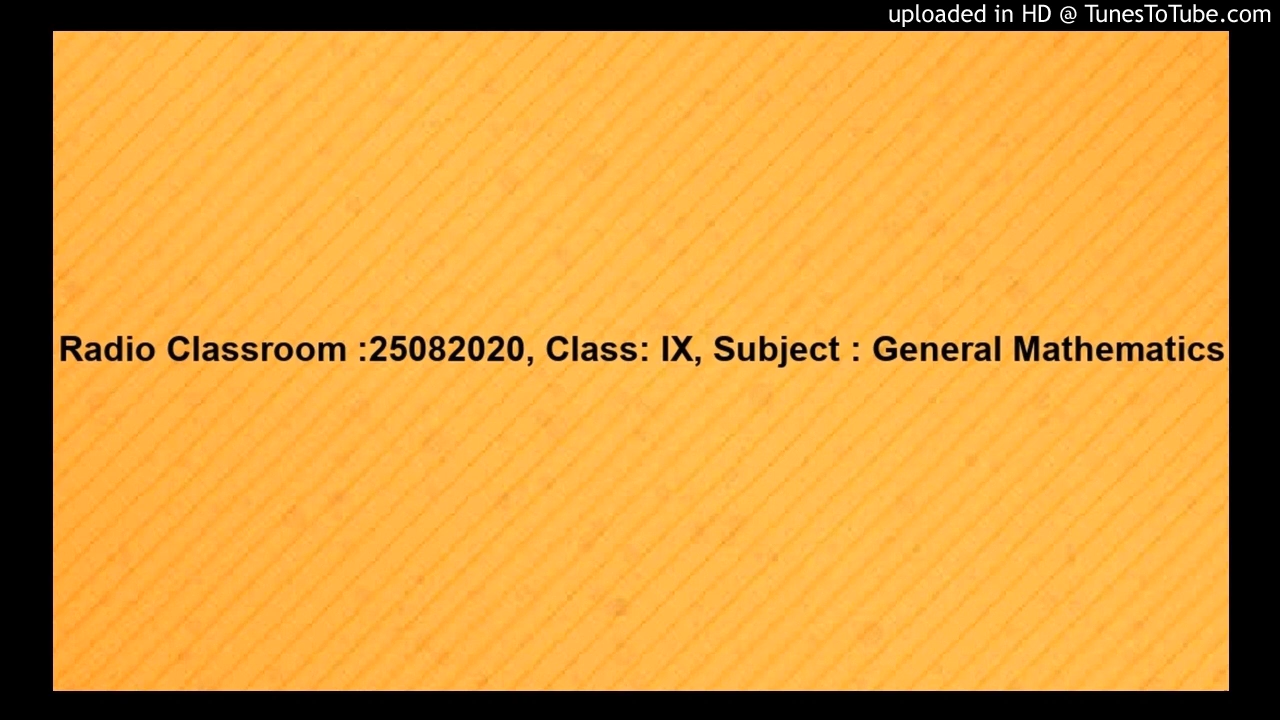 uploaded in HD @ TunesToTube.com
Radio Classroom :25082020, Class: IX, Subject : General Mathematics